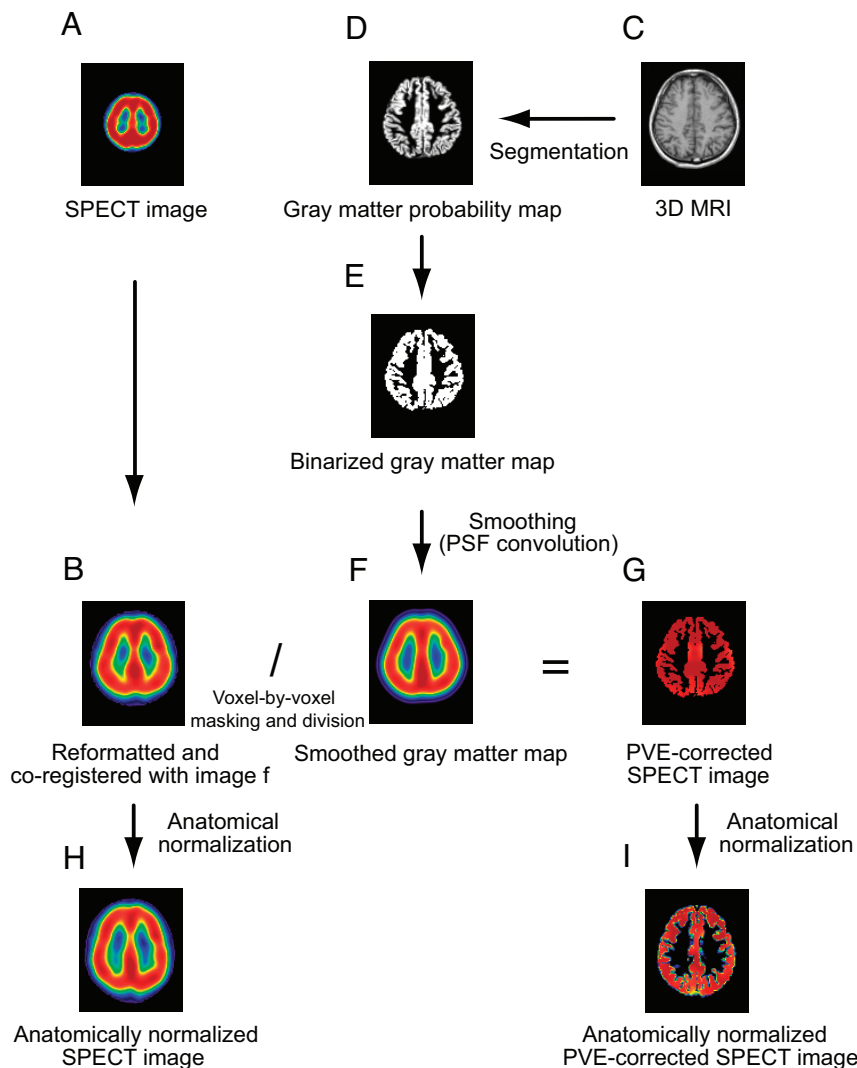 A
D
C
Segmentation
SPECT image
Gray matter probability map
3D MRI
E
Binarized gray matter map
Smoothing
(PSF convolution)
B
F
G
/
=
Voxel-by-voxel
masking and division
Reformatted and
co-registered with image f
Smoothed gray matter map
PVE-corrected
SPECT image
Anatomical
normalization
Anatomical
normalization
H
I
Anatomically normalized
SPECT image
Anatomically normalized
PVE-corrected SPECT image